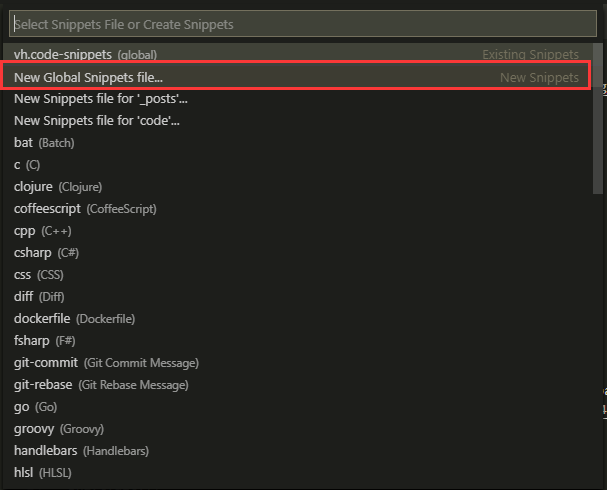 Select Snippets File or Create Snippets
vh.code-snippets (global) Existing Snippets
New Global Snippets file... New Snippets
New Snippets file for '_posts'...
New Snippets file for 'code'...
bat (Batch)
c (C)
clojure (Clojure)
coffeescript (CoffeeScript)
cpp (C++)
csharp (C#)
css (CSS)
diff (Diff)
dockerfile (Dockerfile)
fsharp (F#)
git-commit (Git Commit Message)
git-rebase (Git Rebase Message)
go (Go)
groovy (Groovy)
handlebars (Handlebars)
hlsl (HLSL)